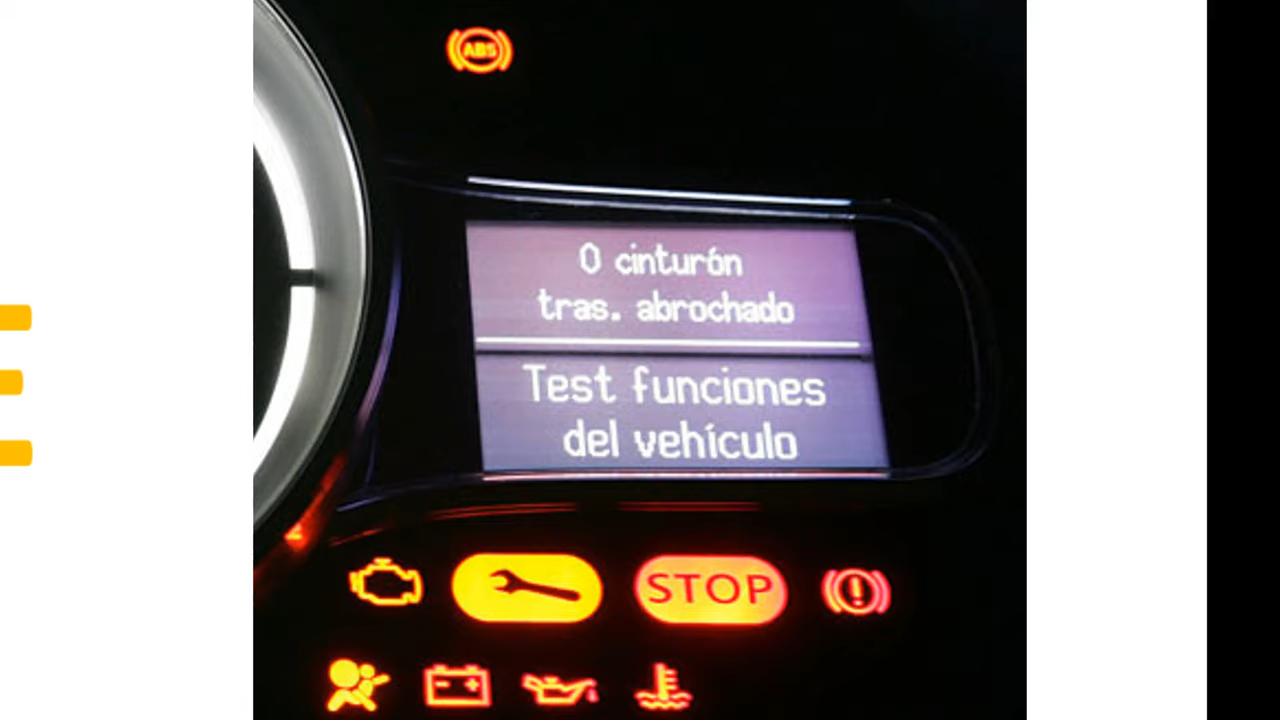 ABS
0 cinturón
tras. abrochado
Test funciones
del vehículo
STOP